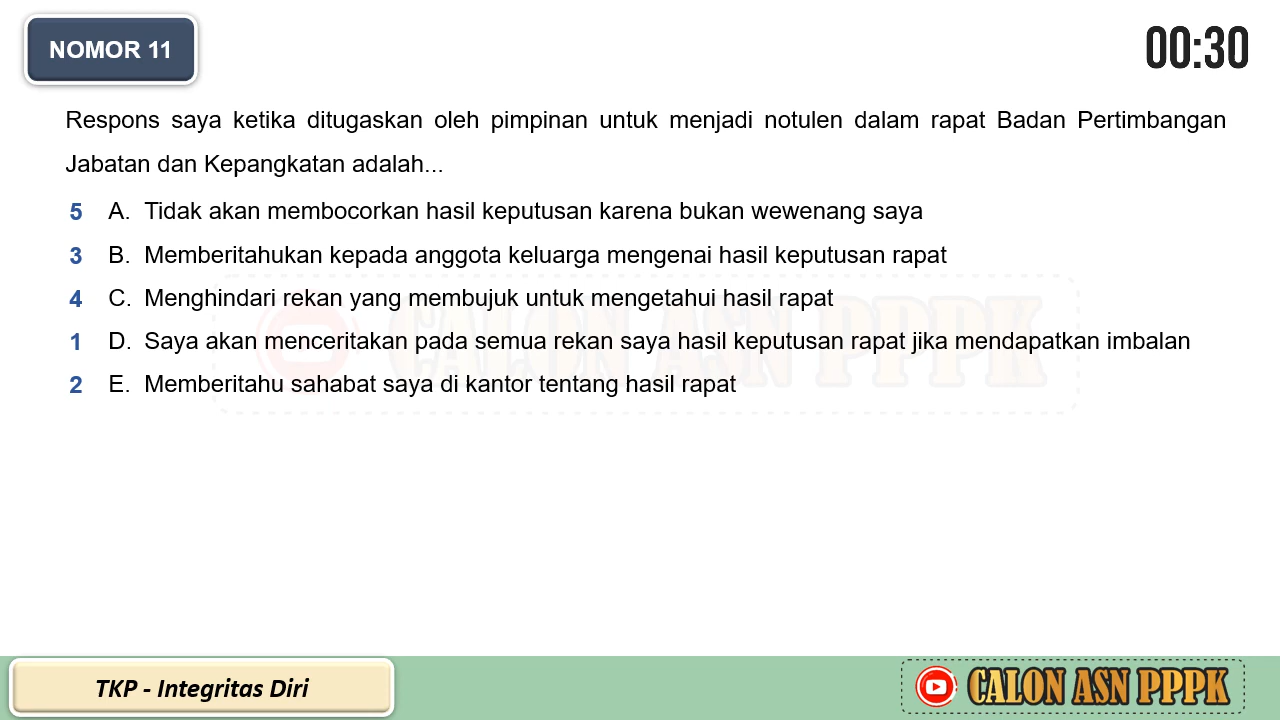 NOMOR 11
00:30
Respons saya ketika ditugaskan oleh pimpinan untuk menjadi notulen dalam rapat Badan Pertimbangan
Jabatan dan Kepangkatan adalah...
5 A. Tidak akan membocorkan hasil keputusan karena bukan wewenang saya
3 B. Memberitahukan kepada anggota keluarga mengenai hasil keputusan rapat
4 C. Menghindari rekan yang membujuk untuk mengetahui hasil rapat
1 D. Saya akan menceritakan pada semua rekan saya hasil keputusan rapat jika mendapatkan imbalan
2 E. Memberitahu sahabat saya di kantor tentang hasil rapat
CALON ASN PPPK
TKP - Integritas Diri
CALON ASN PPPK